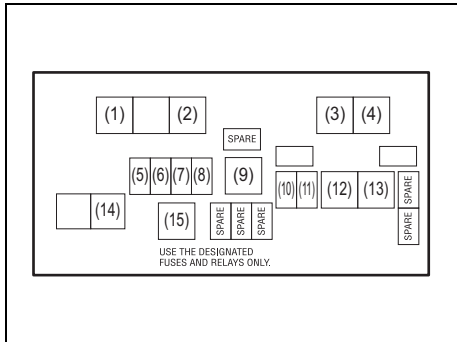 (1) (2) (3) (4)
SPARE
(5) (6) (7) (8) (9) (10) (11) (12) (13) SPARE
(14) (15) SPARE SPARE SPARE SPARE
USE THE DESIGNATED
FUSES AND RELAYS ONLY.